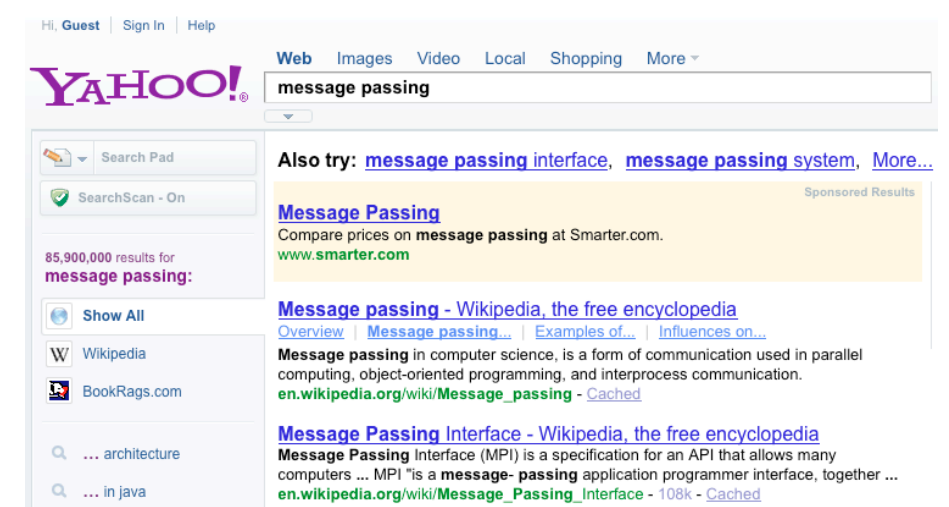 Hi, Guest | Sign In | Help
Web Images Video Local Shopping More
YAHOO!®
message passing
Search Pad
SearchScan - On
85,900,000 results for
message passing:
Show All
Wikipedia
BookRags.com
... architecture
... in java
Also try: message passing interface, message passing system, More...
Sponsored Results
Message Passing
Compare prices on message passing at Smarter.com.
www.smarter.com
Message passing - Wikipedia, the free encyclopedia
Overview | Message passing... | Examples of... | Influences on...
Message passing in computer science, is a form of communication used in parallel
computing, object-oriented programming, and interprocess communication.
en.wikipedia.org/wiki/Message_passing - Cached
Message Passing Interface - Wikipedia, the free encyclopedia
Message Passing Interface (MPI) is a specification for an API that allows many
computers ... MPI "is a message- passing application programmer interface, together ...
en.wikipedia.org/wiki/Message_Passing_Interface - 108k - Cached